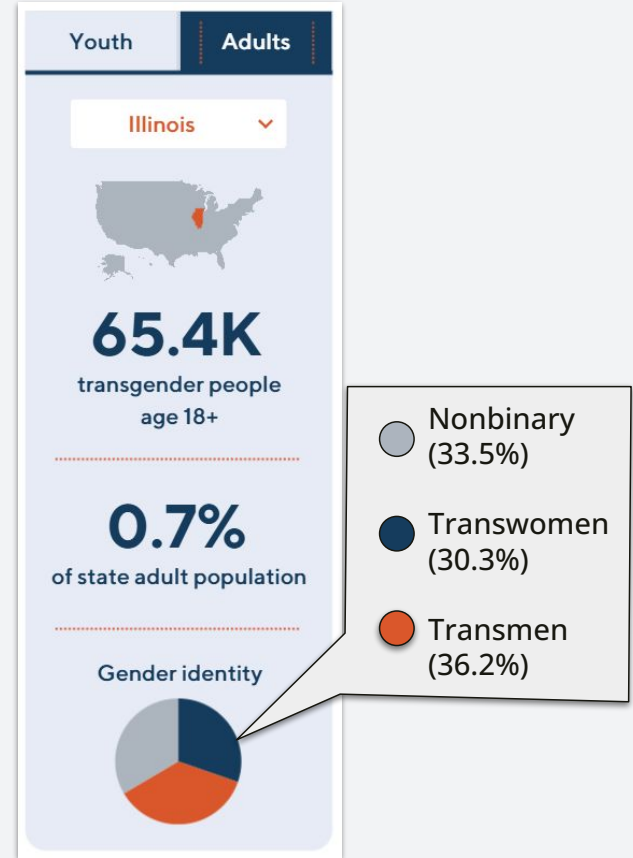 Youth Adults
Illinois
65.4K
transgender people
age 18+
0.7%
of state adult population
Gender identity
Nonbinary
(33.5%)
Transwomen
(30.3%)
Transmen
(36.2%)